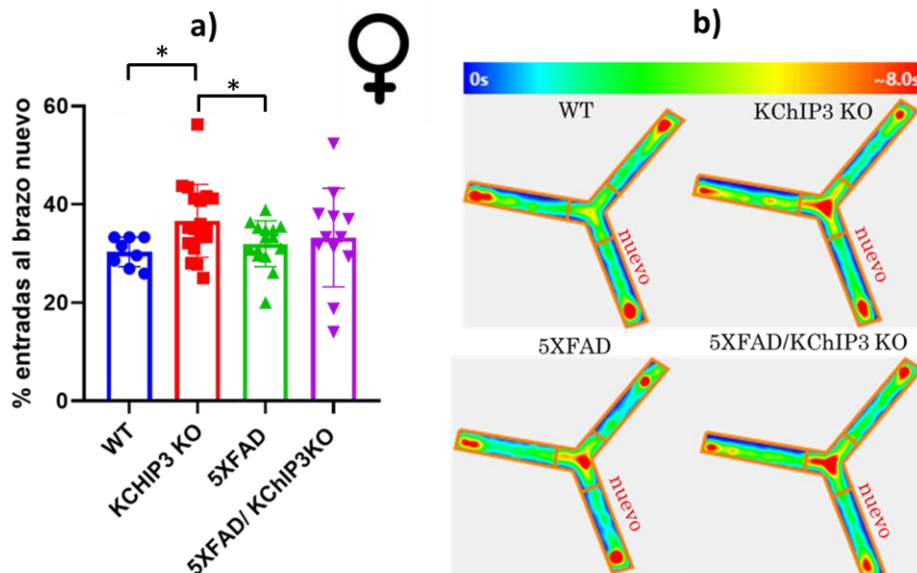 a)
b)
*
*
% entradas al brazo nuevo
60
40
20
0
WT
KCHIP3 KO
5XFAD
5XFAD/ KChIP3KO
0s
~8.0s
WT
KChIP3 KO
nuevo
nuevo
5XFAD
5XFAD/KChIP3 KO
nuevo
nuevo